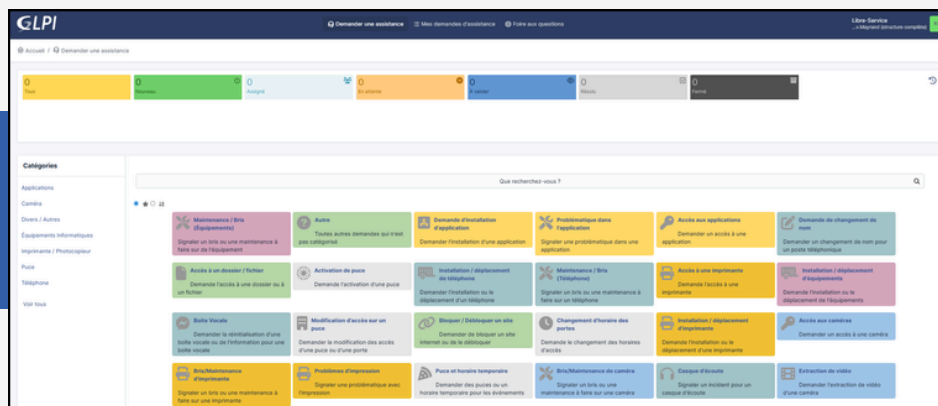 GLPI
Demander une assistance
Mes demandes d'assistance
Foire aux questions
Libre-Service
Accueil / Demander une assistance
0
Tous
0
Nouveau
0
Assigné
0
En attente
0
À valider
0
Résolu
0
Fermé
Catégories
Applications
Caméra
Divers / Autres
Équipements Informatiques
Imprimante / Photocopieur
Puce
Téléphone
Voir tous
Que recherchez-vous ?
Maintenance / Bris
(Équipements)
Signaler un bris ou une maintenance à
faire sur de l'équipement
Autre
Toutes autres demandes qui n'est
pas catégorisé
Demande d'installation
d'application
Demander l'installation d'une application
Problématique dans
l'application
Signaler une problématique dans une
application
Accès aux applications
Demander un accès à une
application
Demande de changement de
nom
Demander un changement de nom pour
un poste téléphonique
Accès à un dossier / fichier
Demande l'accès à une dossier ou à
un fichier
Activation de puce
Demande l'activation d'une puce
Installation / déplacement
de téléphone
Demande l'installation ou le
déplacement d'un téléphone
Maintenance / Bris
(Téléphone)
Signaler un bris ou une maintenance à
faire sur un téléphone
Accès à une imprimante
Demande l'accès à une
imprimante
Installation / déplacement
d'équipements
Demande l'installation ou le
déplacement de l'équipements
Boite Vocale
Demander la réinitialisation d'une
boite vocale ou de l'information pour une
boite vocale
Modification d'accès sur un
puce
Demander la modification des accès
d'une puce ou d'une porte
Bloquer / Débloquer un site
Demander de bloquer un site
internet ou de le débloquer
Changement d'horaire des
portes
Demande le changement des horaires
d'accès
Installation / déplacement
d'imprimante
Demande l'installation ou le
déplacement d'une imprimante
Accès aux caméras
Demander un accès à une caméra
Bris/Maintenance
d'imprimante
Signaler un bris ou une maintenance à
faire sur une imprimante
Problèmes d'impression
Signaler une problématique avec
l'impression
Puce et horaire temporaire
Demander des puces ou un
horaire temporaire pour les événements
Bris/Maintenance de caméra
Signaler un bris ou une
maintenance à faire sur une caméra
Casque d'écoute
Signaler un incident pour un
casque d'écoute
Extraction de vidéo
Demander l'extraction de vidéo
d'une caméra